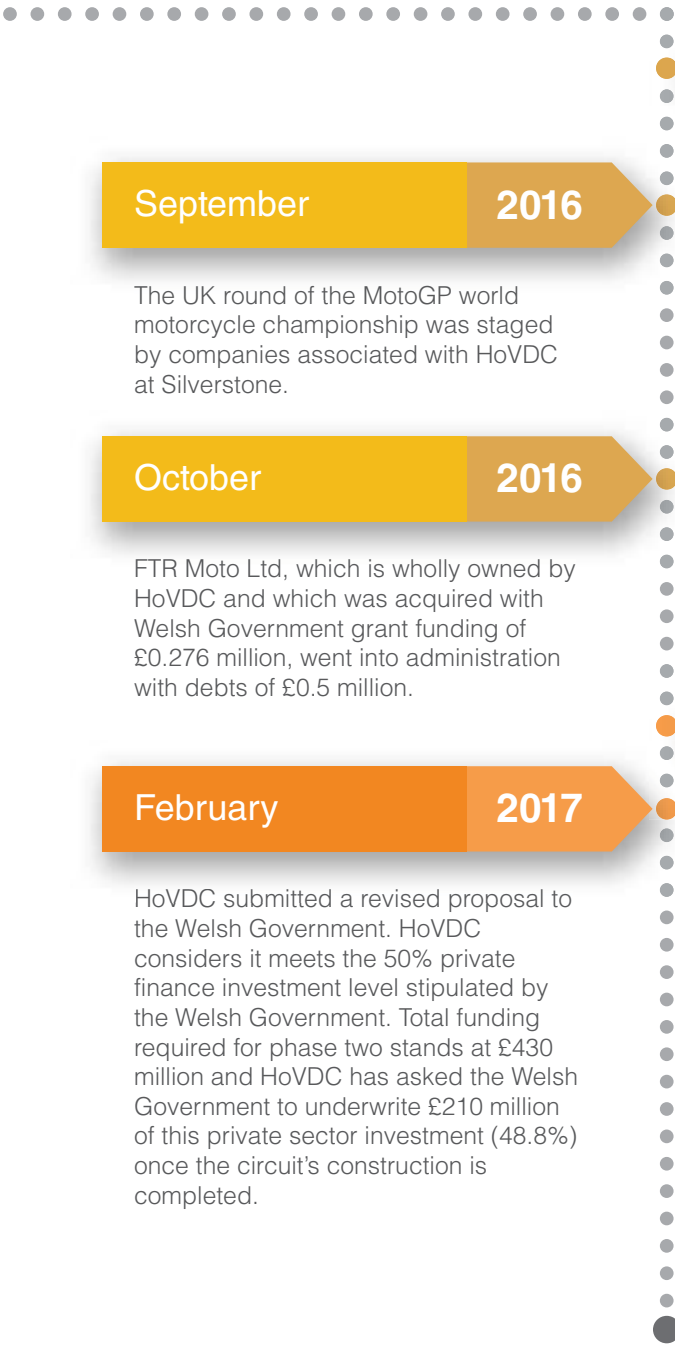 September 2016
The UK round of the MotoGP world
motorcycle championship was staged
by companies associated with HoVDC
at Silverstone.
October 2016
FTR Moto Ltd, which is wholly owned by
HoVDC and which was acquired with
Welsh Government grant funding of
£0.276 million, went into administration
with debts of £0.5 million.
February 2017
HoVDC submitted a revised proposal to
the Welsh Government. HoVDC
considers it meets the 50% private
finance investment level stipulated by
the Welsh Government. Total funding
required for phase two stands at £430
million and HoVDC has asked the Welsh
Government to underwrite £210 million
of this private sector investment (48.8%)
once the circuit’s construction is
completed.